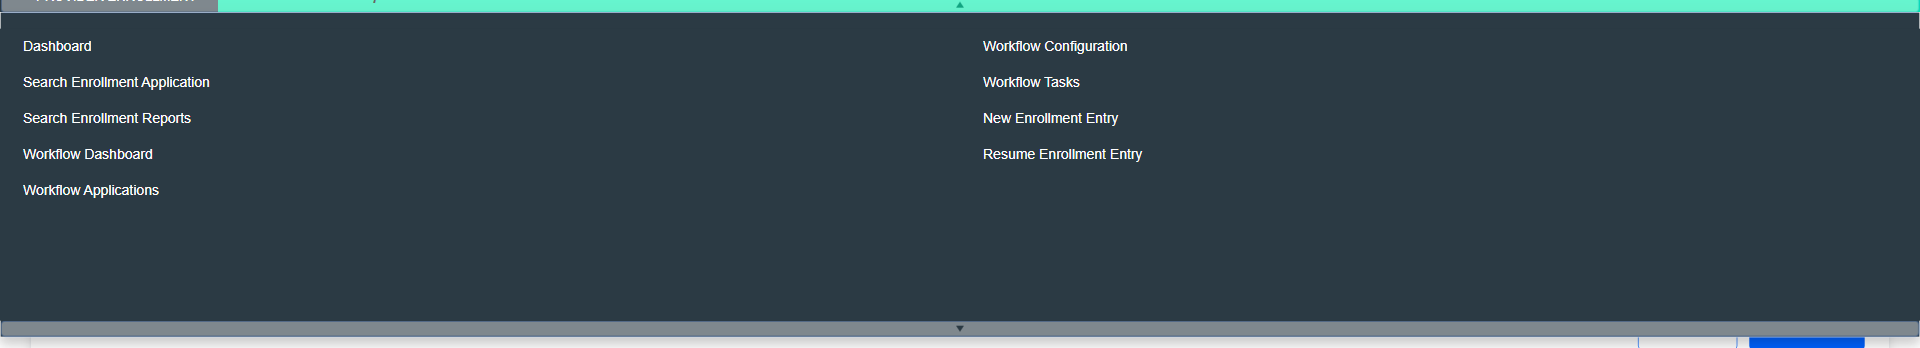 Dashboard
Search Enrollment Application
Search Enrollment Reports
Workflow Dashboard
Workflow Applications
Workflow Configuration
Workflow Tasks
New Enrollment Entry
Resume Enrollment Entry